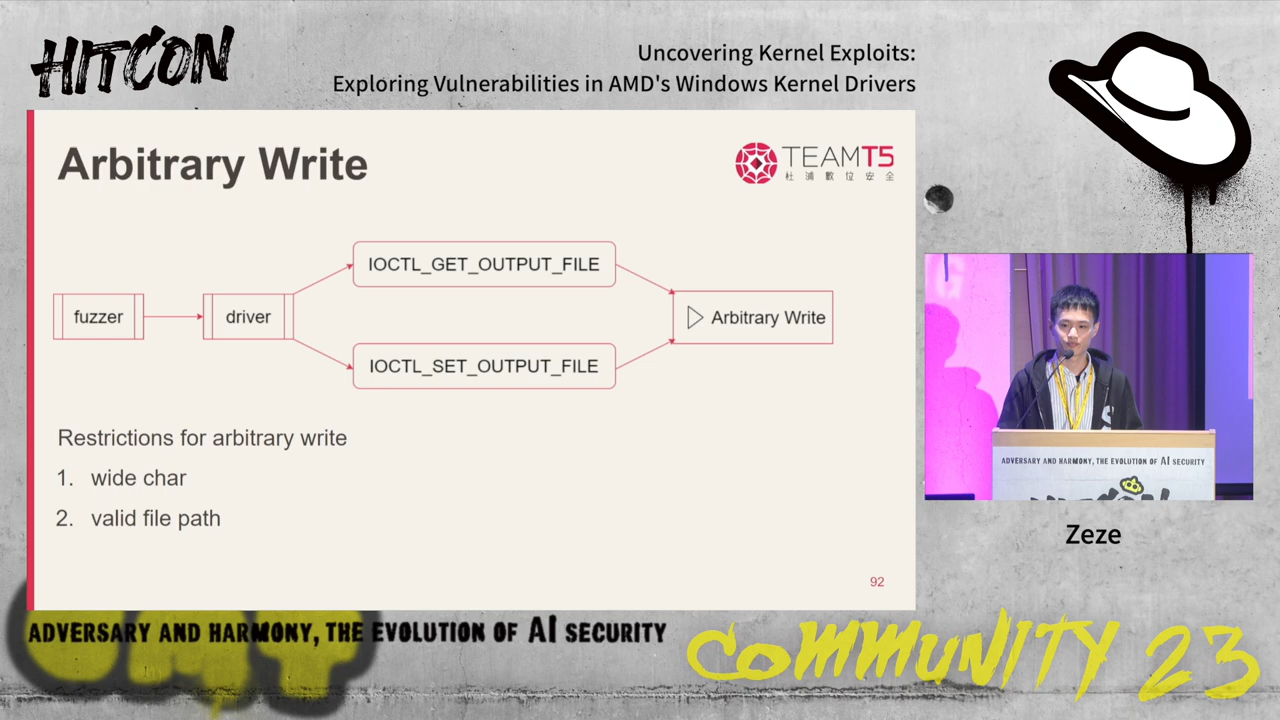 HITCON
Uncovering Kernel Exploits:
Exploring Vulnerabilities in AMD's Windows Kernel Drivers
Arbitrary Write
TEAMT5
杜浦數位安全
IOCTL_GET_OUTPUT_FILE
fuzzer
driver
Arbitrary Write
IOCTL_SET_OUTPUT_FILE
Restrictions for arbitrary write
1. wide char
2. valid file path
92
ADVERSARY AND HARMONY, THE EVOLUTION OF AI SECURITY
HITCON
Zeze
ADVERSARY AND HARMONY, THE EVOLUTION OF AI SECURITY
COMMUNITY 23